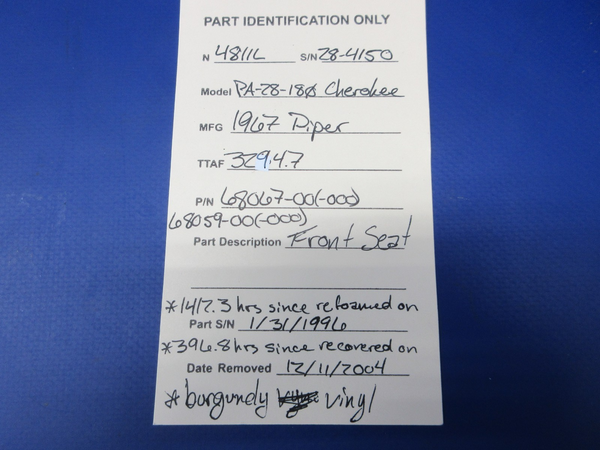 PART IDENTIFICATION ONLY
N 4811L S/N 28-4150
Model PA-28-180 Cherokee
MFG 1967 Piper
TTAF 3294.7
P/N 68067-00(-000)
68059-00(-000)
Part Description Front Seat
*1417.3 hrs since refoamed on
Part S/N 1/31/1996
*396.8 hrs since recovered on
Date Removed 12/11/2004
*burgundy vinyl